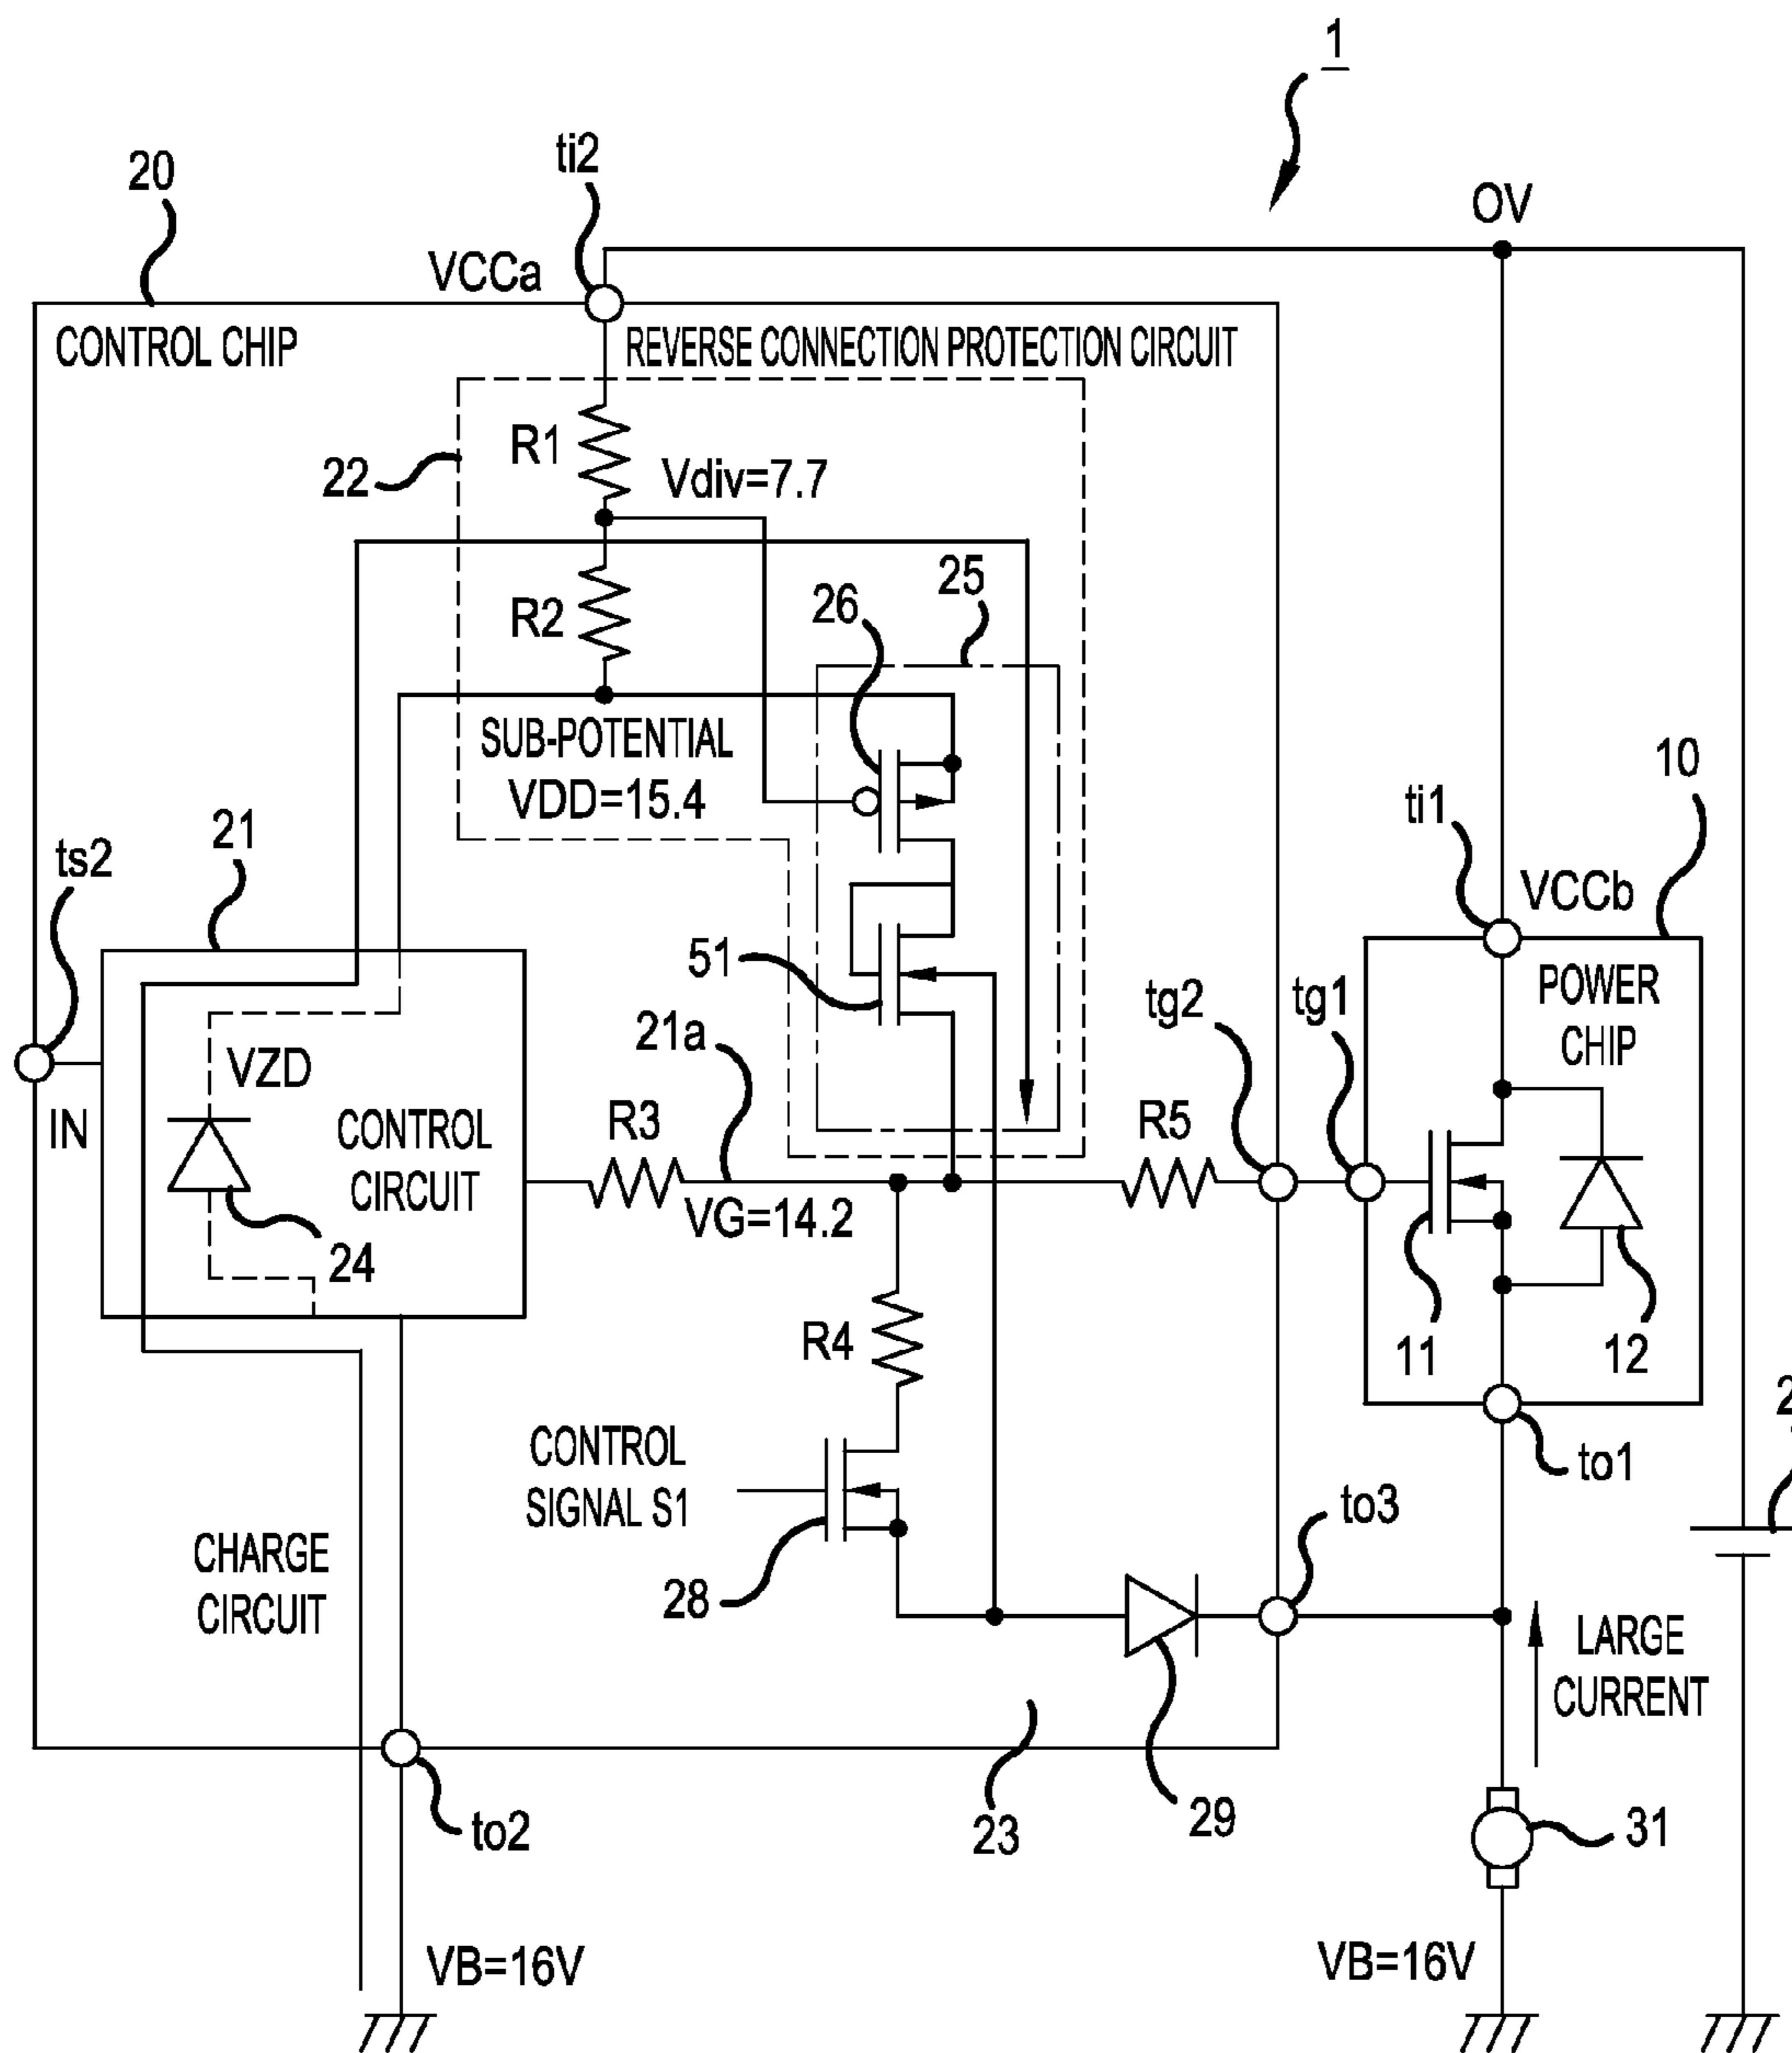 1
20
ti2
OV
VCCa
CONTROL CHIP
REVERSE CONNECTION PROTECTION CIRCUIT
R1
22
Vdiv=7.7
25
26
R2
SUB-POTENTIAL
VDD=15.4
10
ti1
21
ts2
VCCb
51
tg2
tg1
POWER
CHIP
21a
VZD
IN
CONTROL
CIRCUIT
R3
R5
VG=14.2
24
R4
11
12
2
CONTROL
SIGNAL S1
to1
to3
CHARGE
CIRCUIT
28
LARGE
CURRENT
29
23
to2
31
VB=16V
VB=16V